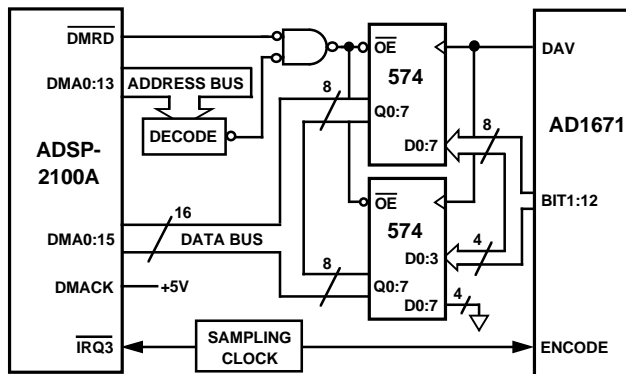 DMRD
DMA0:13
ADDRESS BUS
DECODE
ADSP-
2100A
DMA0:15
16
DATA BUS
DMACK
+5V
IRQ3
SAMPLING
CLOCK
OE
574
8
Q0:7
D0:7
8
OE
574
D0:3
4
8
Q0:7
D0:7
4
DAV
AD1671
BIT1:12
ENCODE